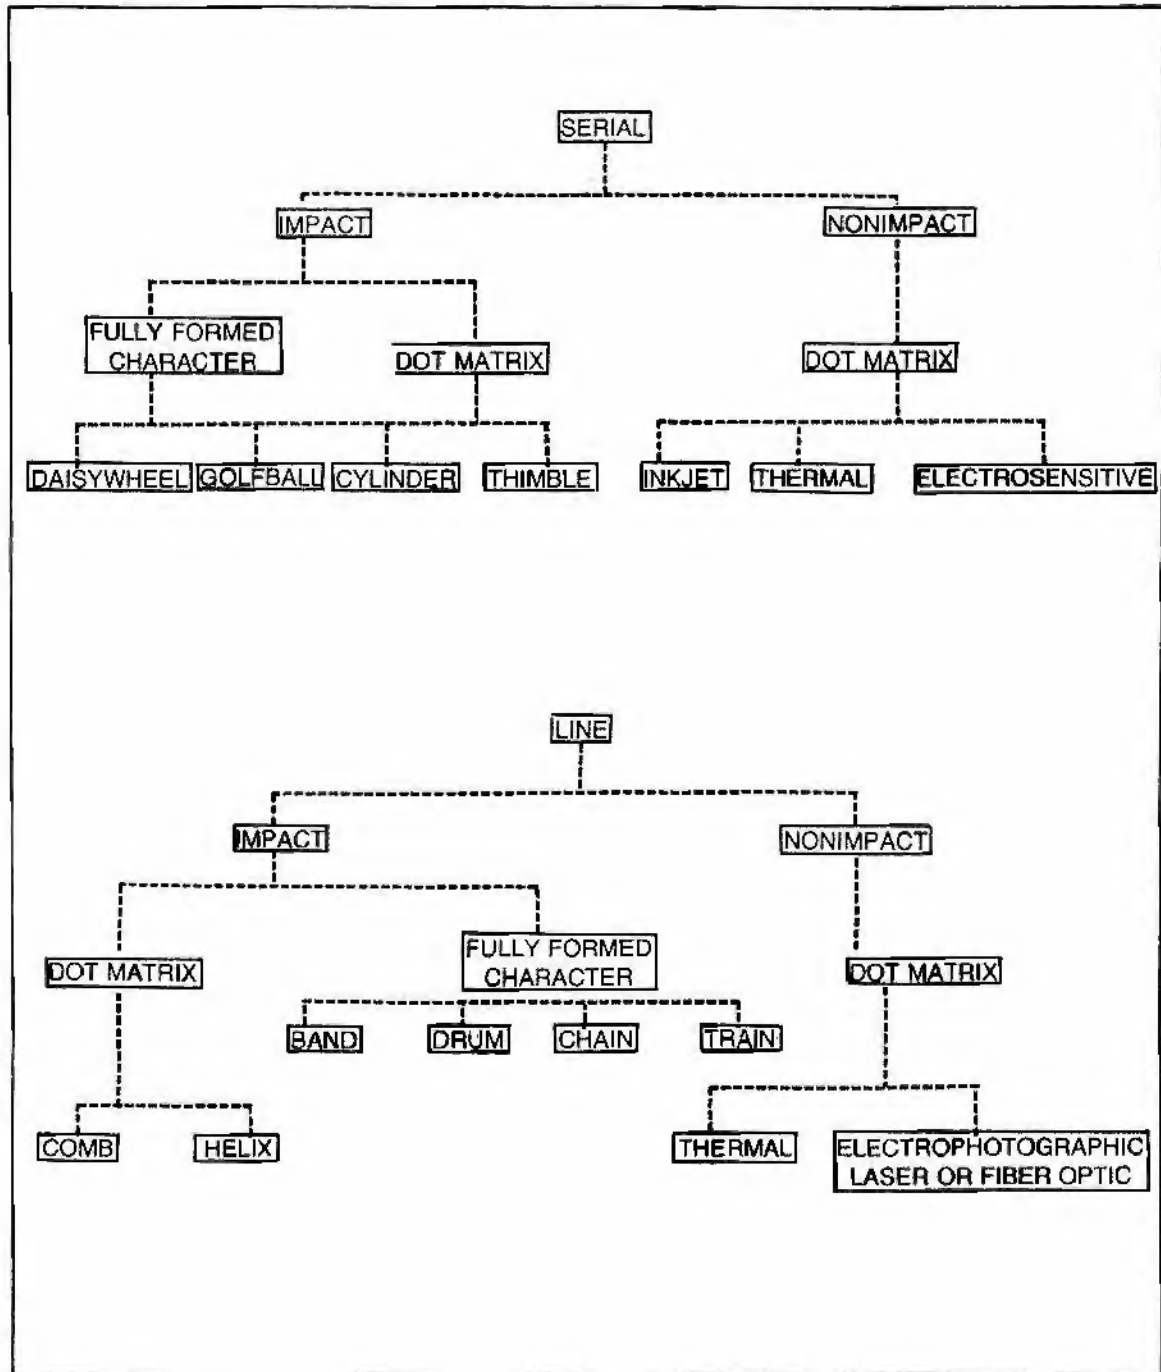 SERIAL
IMPACT
NONIMPACT
FULLY FORMED
CHARACTER
DOT MATRIX
DOT MATRIX
DAISYWHEEL
GOLFBALL
CYLINDER
THIMBLE
INKJET
THERMAL
ELECTROSENSITIVE
LINE
IMPACT
NONIMPACT
DOT MATRIX
FULLY FORMED
CHARACTER
DOT MATRIX
BAND
DRUM
CHAIN
TRAIN
COMB
HELIX
THERMAL
ELECTROPHOTOGRAPHIC
LASER OR FIBER OPTIC